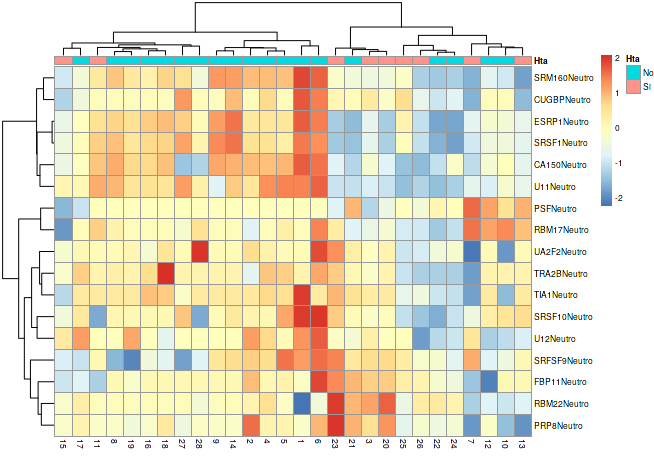 Hta
SRM160Neutro
CUGBPNeutro
ESRP1Neutro
SRSF1Neutro
CA150Neutro
U11Neutro
PSFNeutro
RBM17Neutro
UA2F2Neutro
TRA2BNeutro
TIA1Neutro
SRSF10Neutro
U12Neutro
SRFSF9Neutro
FBP11Neutro
RBM22Neutro
PRP8Neutro
15 17 11 8 19 16 18 27 28 9 14 2 4 5 1 6 23 21 3 20 25 26 22 24 7 12 10 13
2
1
0
-1
-2
Hta
No
SI